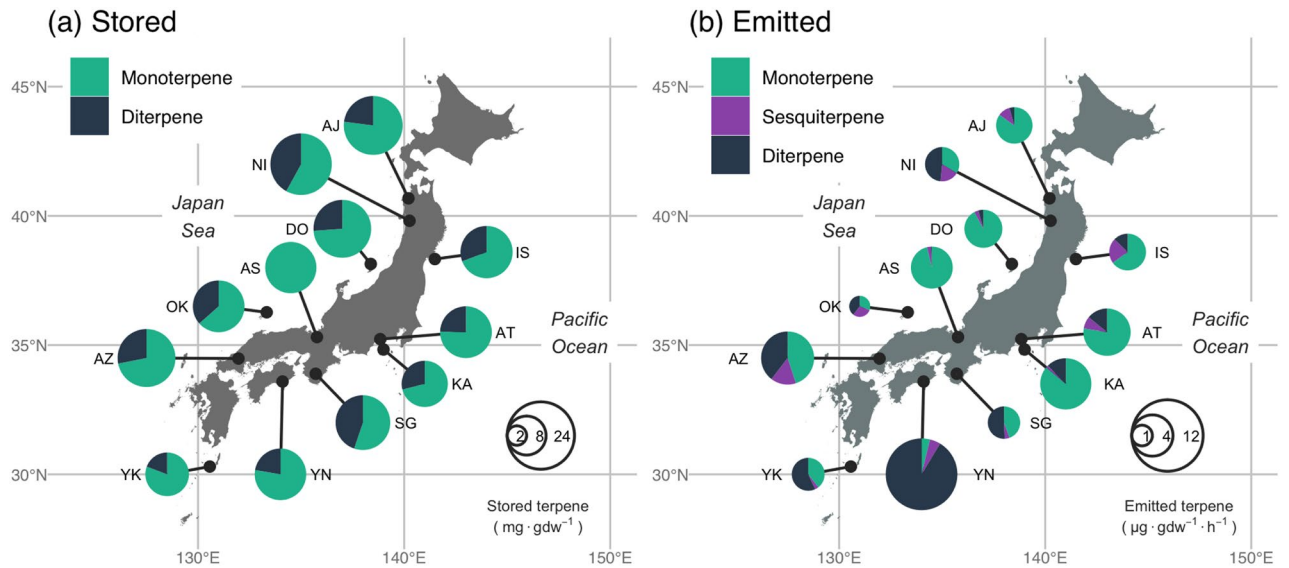 (a) Stored
Monoterpene
Diterpene
45°N
40°N
35°N
30°N
130°E
140°E
150°E
Japan
Sea
Pacific
Ocean
AJ
NI
DO
IS
AS
OK
AT
AZ
KA
SG
YK
YN
2 8 24
Stored terpene
( mg · gdw⁻¹ )
(b) Emitted
Monoterpene
Sesquiterpene
Diterpene
45°N
40°N
35°N
30°N
130°E
140°E
150°E
Japan
Sea
Pacific
Ocean
AJ
NI
DO
IS
AS
OK
AT
AZ
KA
SG
YK
YN
1 4 12
Emitted terpene
( µg · gdw⁻¹ · h⁻¹ )